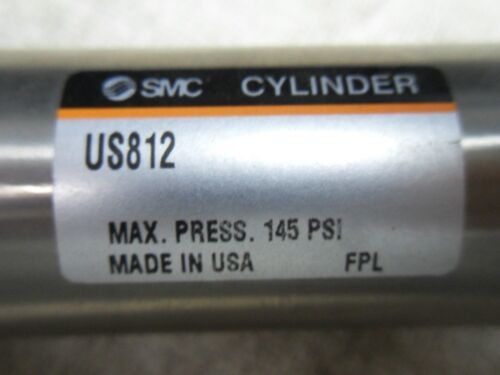 SMC CYLINDER
US812
MAX. PRESS. 145 PSI
MADE IN USA FPL